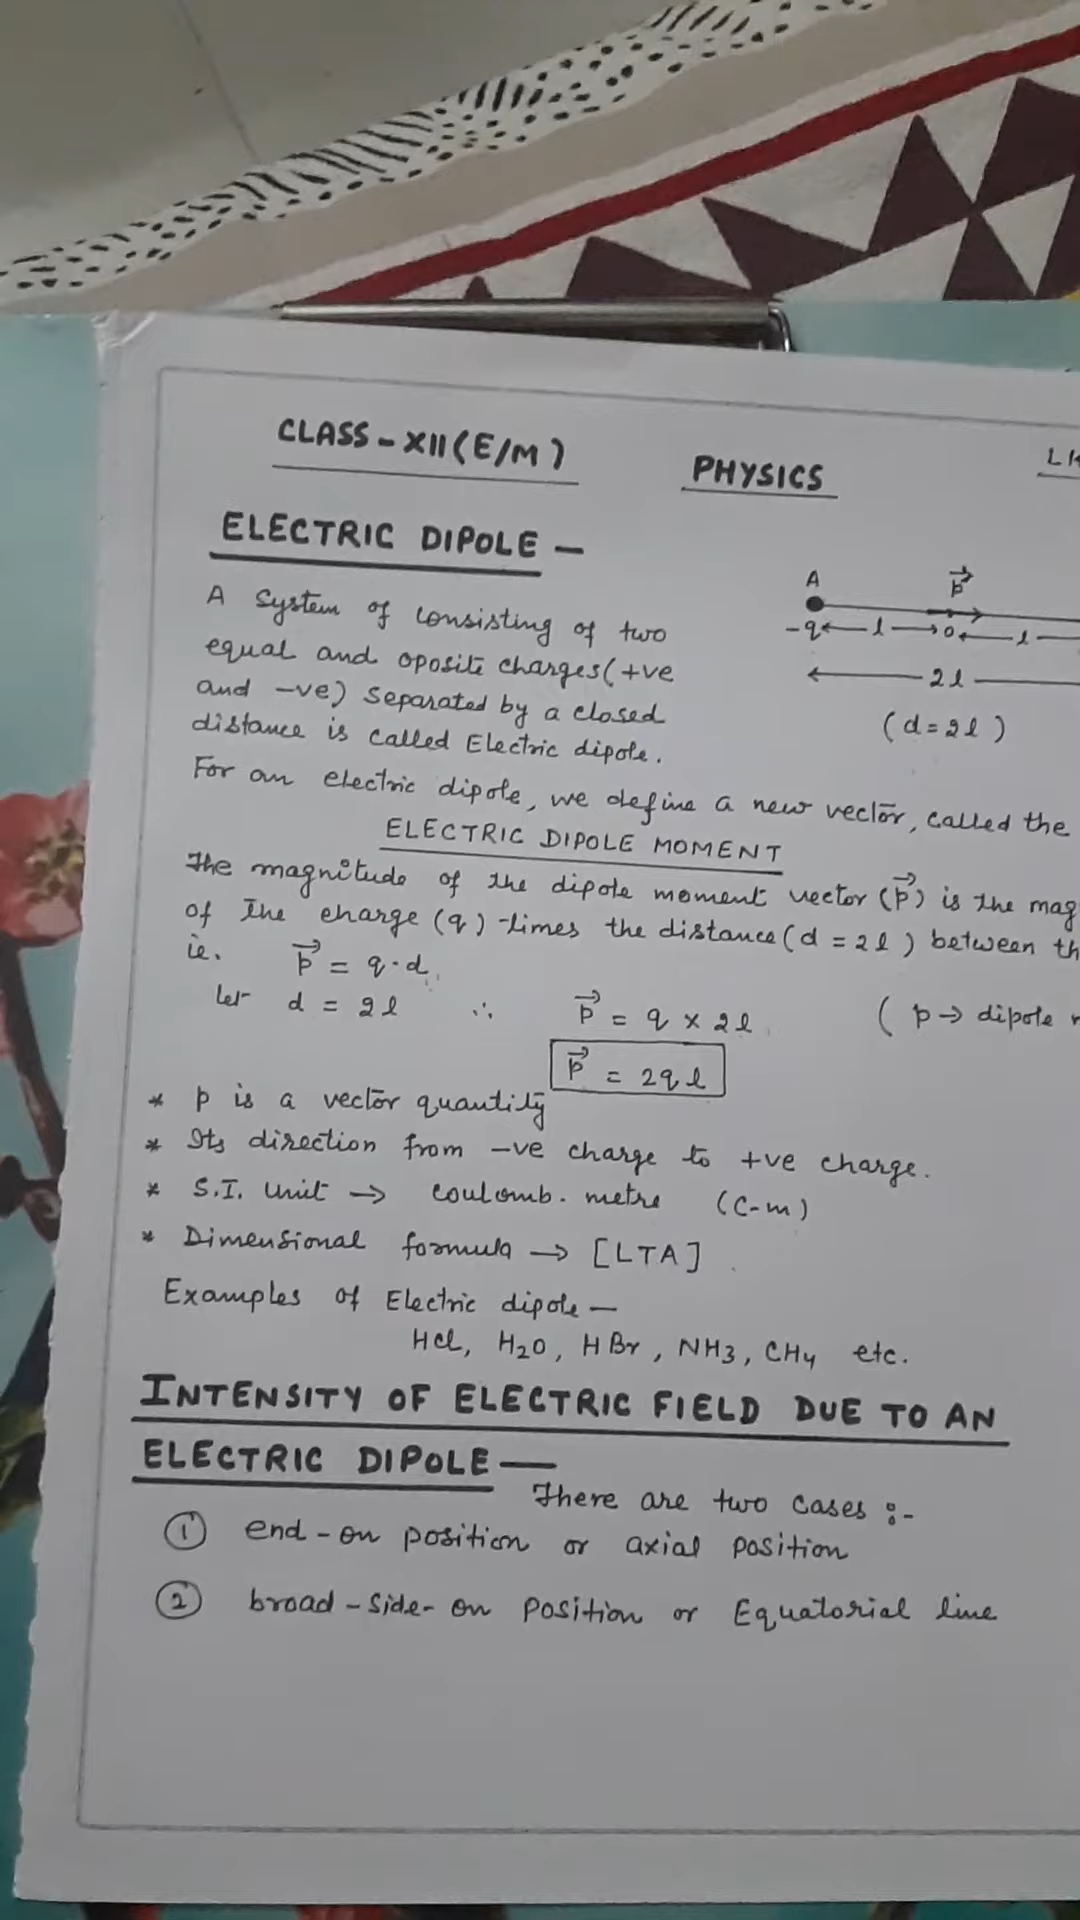 CLASS-XII (E/M)
PHYSICS
ELECTRIC DIPOLE —
A system of consisting of two
equal and oposite charges (+ve
and -ve) separated by a closed
distance is called Electric dipole.
A
p⃗
-q ← l → o ← l —
← 2l —
(d=2l)
For an electric dipole, we define a new vector, called the
ELECTRIC DIPOLE MOMENT
The magnitude of the dipole moment vector (p⃗) is the mag
of the charge (q) times the distance (d = 2l) between th
ie. p⃗ = q·d
let d = 2l ∴ p⃗ = q × 2l ( p → dipole
p⃗ = 2ql
* p is a vector quantity
* Its direction from -ve charge to +ve charge.
* S.I. Unit → coulomb. metre (C-m)
* Dimensional formula → [LTA]
Examples of Electric dipole —
HCl, H2O, HBr, NH3, CH4 etc.
INTENSITY OF ELECTRIC FIELD DUE TO AN
ELECTRIC DIPOLE —
There are two cases :-
① end-on position or axial position
② broad-side-on position or Equatorial line